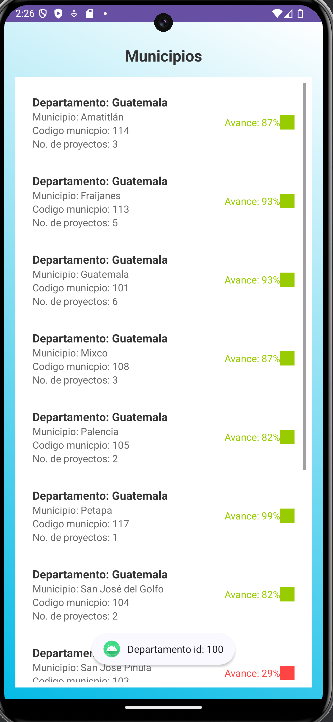 2:26
Municipios
Departamento: Guatemala
Municipio: Amatitlán
Codigo municpio: 114
No. de proyectos: 3
Avance: 87%
Departamento: Guatemala
Municipio: Fraijanes
Codigo municpio: 113
No. de proyectos: 5
Avance: 93%
Departamento: Guatemala
Municipio: Guatemala
Codigo municpio: 101
No. de proyectos: 6
Avance: 93%
Departamento: Guatemala
Municipio: Mixco
Codigo municpio: 108
No. de proyectos: 3
Avance: 87%
Departamento: Guatemala
Municipio: Palencia
Codigo municpio: 105
No. de proyectos: 2
Avance: 82%
Departamento: Guatemala
Municipio: Petapa
Codigo municpio: 117
No. de proyectos: 1
Avance: 99%
Departamento: Guatemala
Municipio: San José del Golfo
Codigo municpio: 104
No. de proyectos: 2
Avance: 82%
Departamento id: 100
Municipio: San José Pinula
Codigo municpio: 103
Avance: 29%